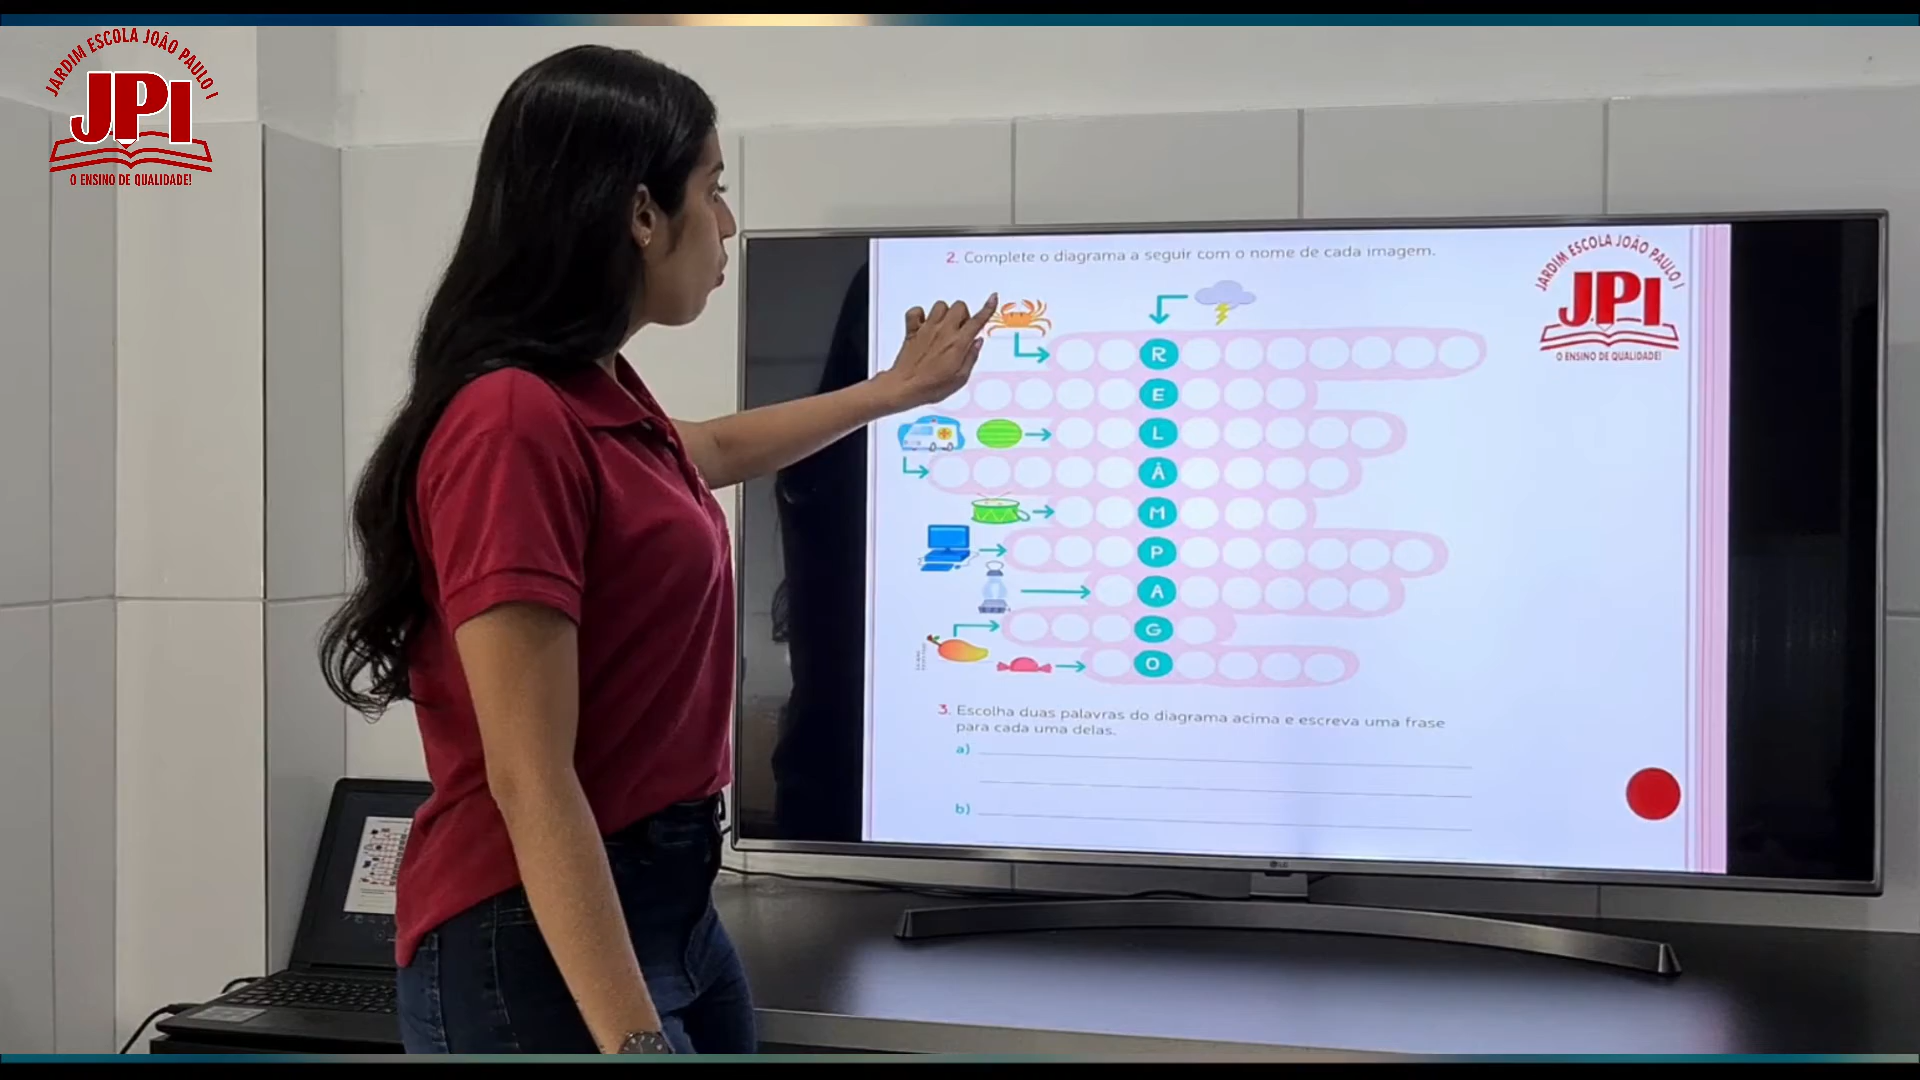 JARDIM ESCOLA JOÃO PAULO I
JPI
O ENSINO DE QUALIDADE!
2. Complete o diagrama a seguir com o nome de cada imagem.
JARDIM ESCOLA JOÃO PAULO I
JPI
O ENSINO DE QUALIDADE!
R
E
L
Â
M
P
A
G
O
3. Escolha duas palavras do diagrama acima e escreva uma frase
para cada uma delas.
a)
b)
LG